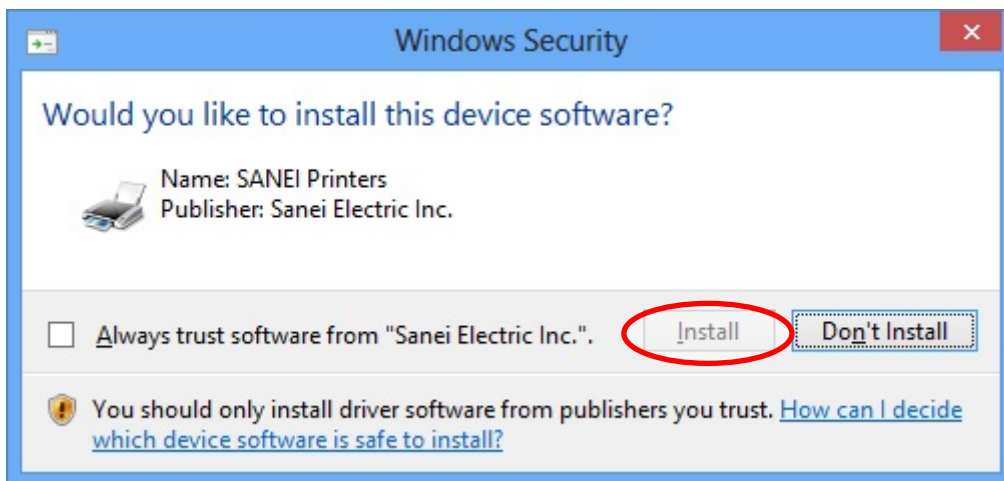 Windows Security
Would you like to install this device software?
Name: SANEI Printers
Publisher: Sanei Electric Inc.
Always trust software from "Sanei Electric Inc.".
Install
Don't Install
You should only install driver software from publishers you trust. How can I decide
which device software is safe to install?